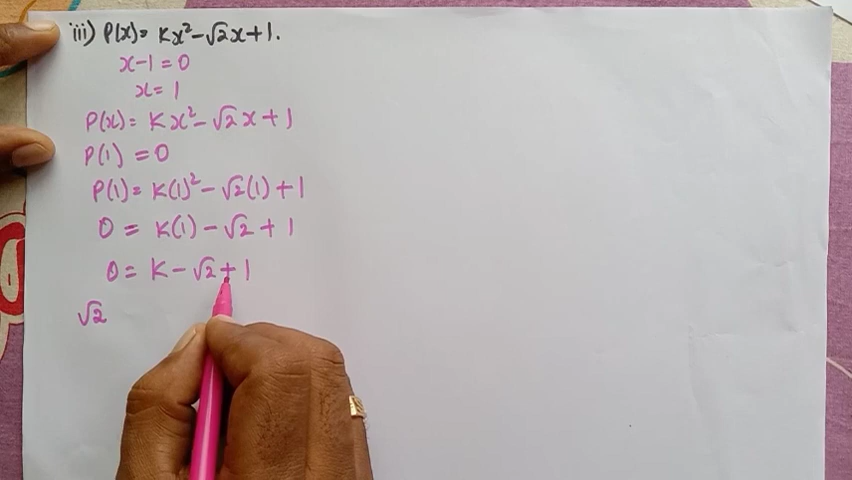 iii) P(x)= Kx²-√2x+1.
x-1=0
x=1
P(x)= Kx²-√2x+1
P(1)=0
P(1)= K(1)²-√2(1)+1
0 = K(1)-√2+1
0= K-√2+1
√2